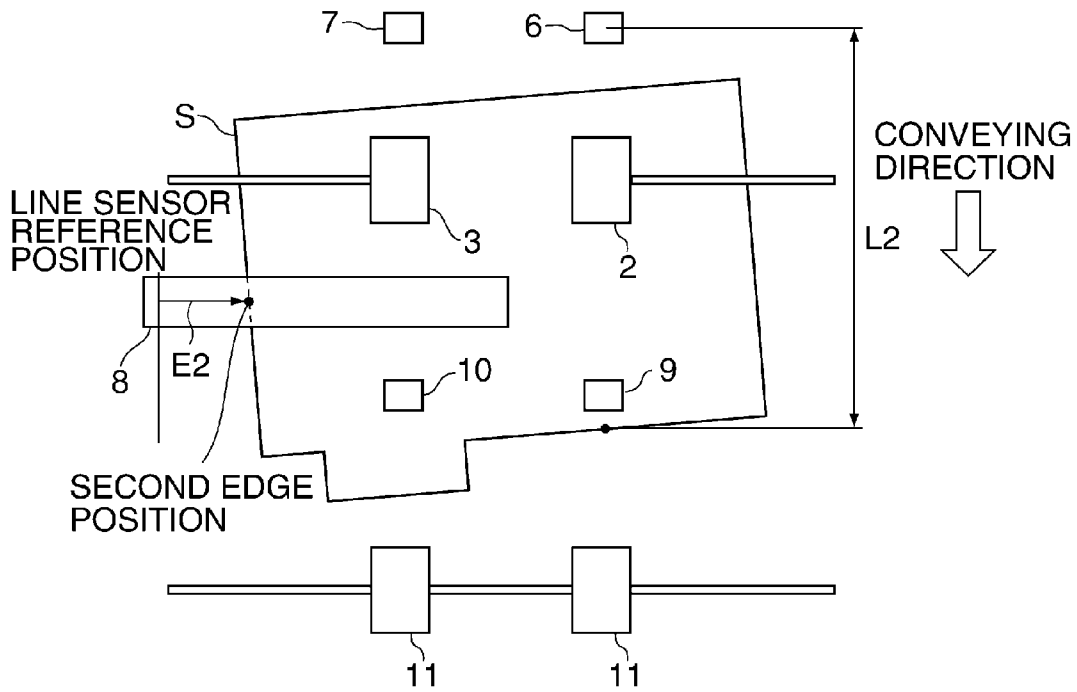 7
6
S
CONVEYING
DIRECTION
LINE SENSOR
REFERENCE
POSITION
3
2
L2
8
E2
10
9
SECOND EDGE
POSITION
11
11